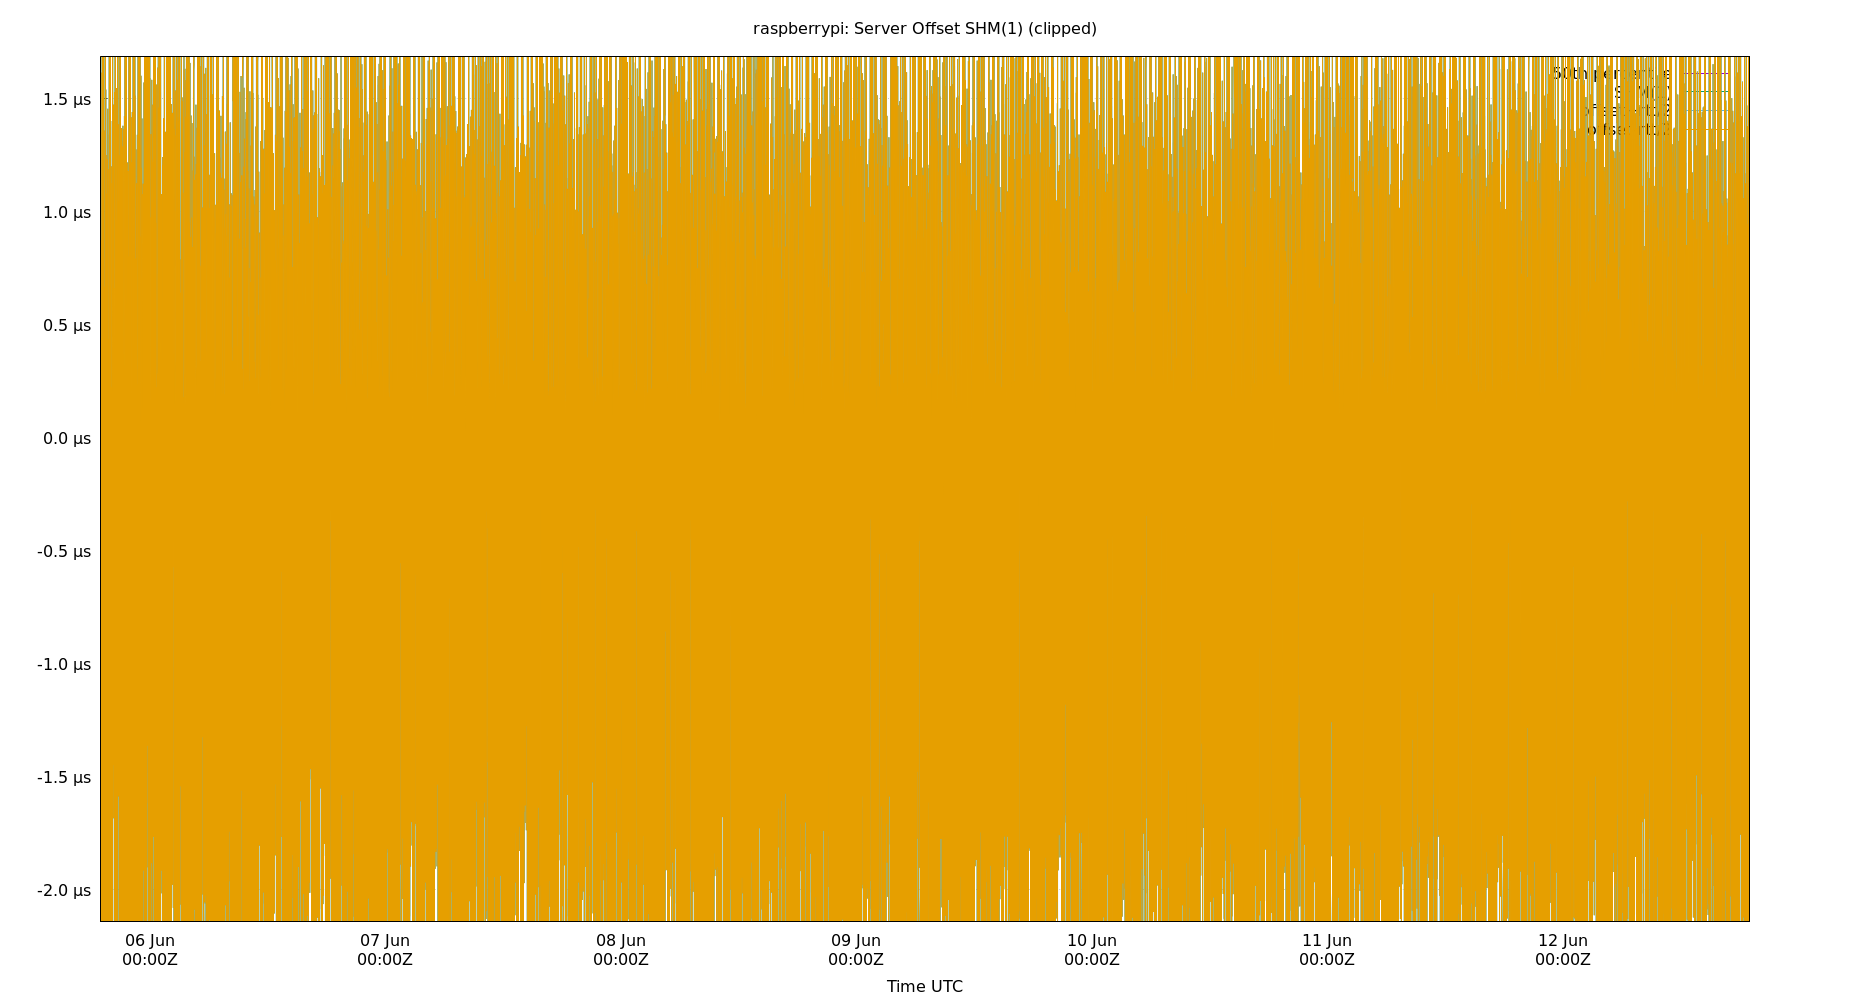 raspberrypi: Server Offset SHM(1) (clipped)
1.5 µs
1.0 µs
0.5 µs
0.0 µs
-0.5 µs
-1.0 µs
-1.5 µs
-2.0 µs
06 Jun 07 Jun 08 Jun 09 Jun 10 Jun 11 Jun 12 Jun
00:00Z 00:00Z 00:00Z 00:00Z 00:00Z 00:00Z 00:00Z
Time UTC